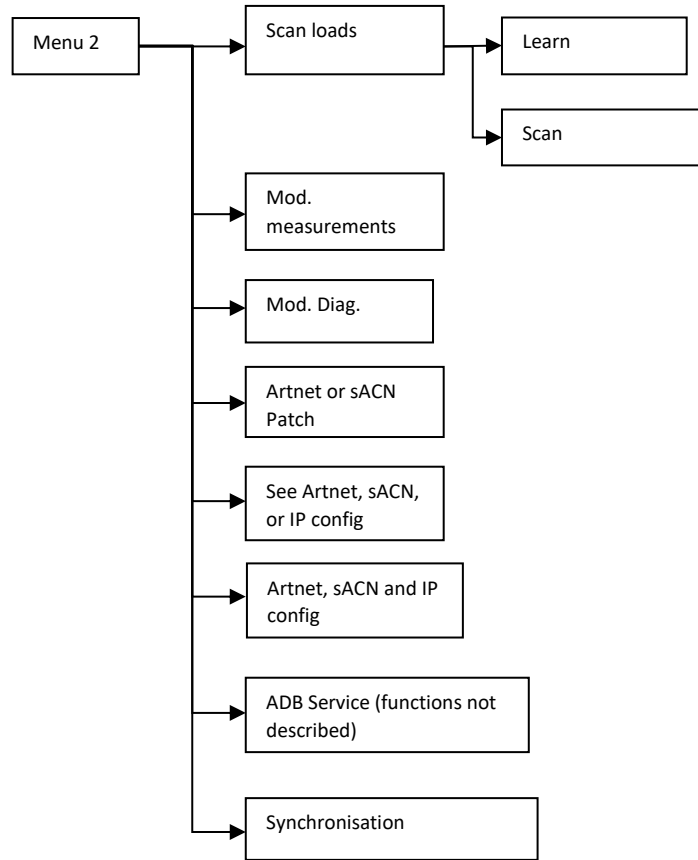 Menu 2
Scan loads
Learn
Scan
Mod.
measurements
Mod. Diag.
Artnet or sACN
Patch
See Artnet, sACN,
or IP config
Artnet, sACN and IP
config
ADB Service (functions not
described)
Synchronisation